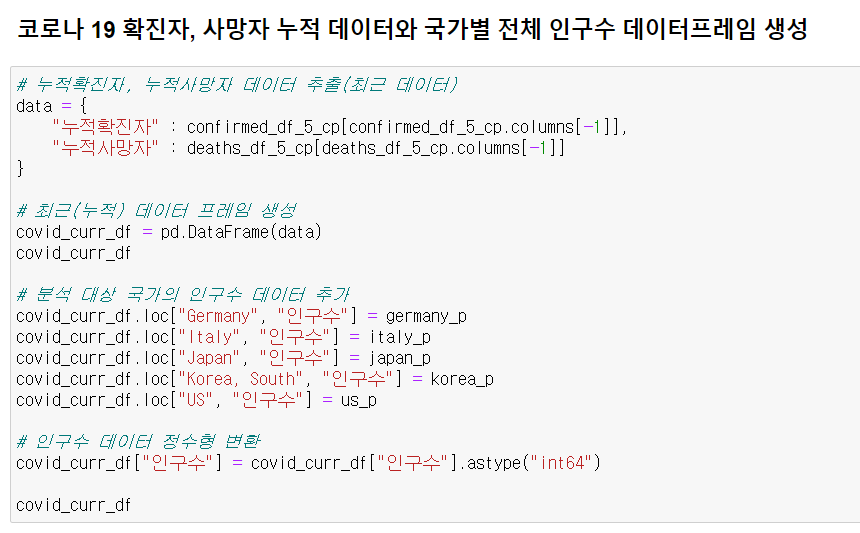 코로나 19 확진자, 사망자 누적 데이터와 국가별 전체 인구수 데이터프레임 생성
# 누적확진자, 누적사망자 데이터 추출(최근 데이터)
data = {
    "누적확진자" : confirmed_df_5_cp[confirmed_df_5_cp.columns[-1]],
    "누적사망자" : deaths_df_5_cp[deaths_df_5_cp.columns[-1]]
}
# 최근(누적) 데이터 프레임 생성
covid_curr_df = pd.DataFrame(data)
covid_curr_df
# 분석 대상 국가의 인구수 데이터 추가
covid_curr_df.loc["Germany", "인구수"] = germany_p
covid_curr_df.loc["Italy", "인구수"] = italy_p
covid_curr_df.loc["Japan", "인구수"] = japan_p
covid_curr_df.loc["Korea, South", "인구수"] = korea_p
covid_curr_df.loc["US", "인구수"] = us_p
# 인구수 데이터 정수형 변환
covid_curr_df["인구수"] = covid_curr_df["인구수"].astype("int64")
covid_curr_df